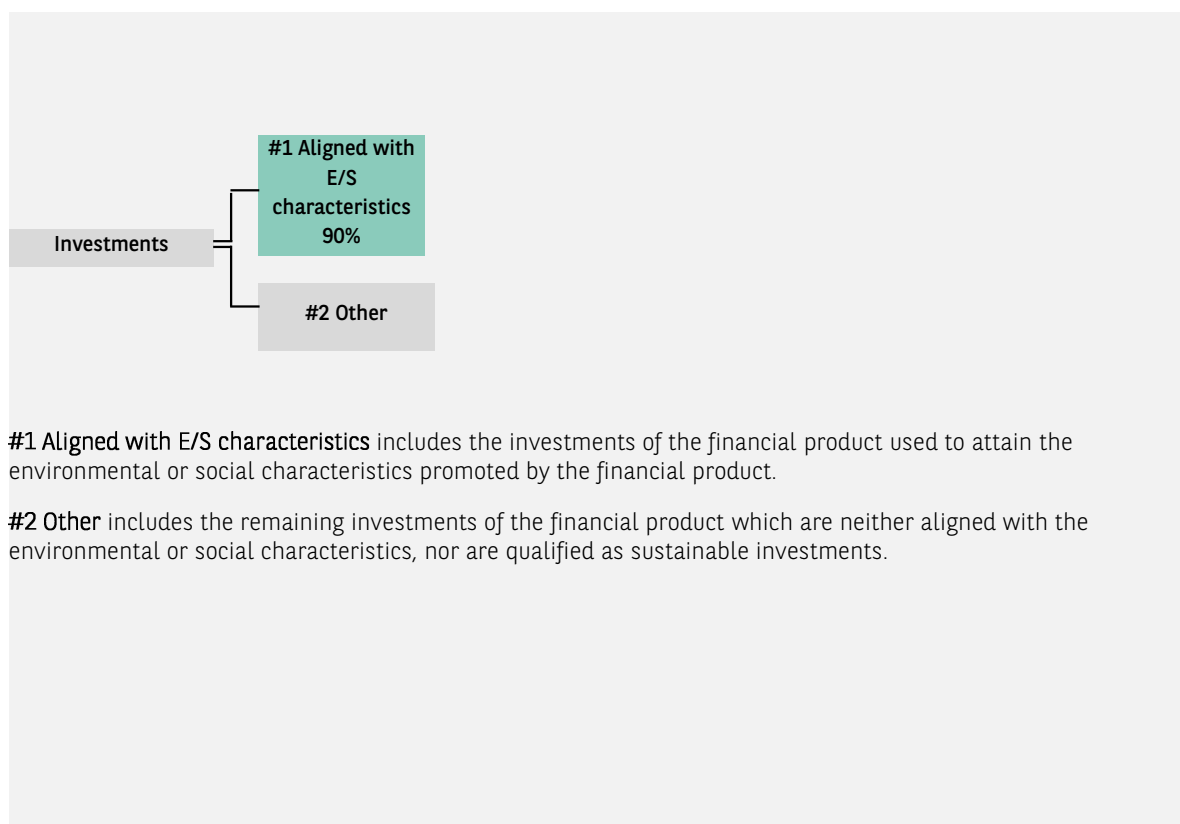 #1 Aligned with
E/S
characteristics
90%
Investments
#2 Other
#1 Aligned with E/S characteristics includes the investments of the financial product used to attain the
environmental or social characteristics promoted by the financial product.
#2 Other includes the remaining investments of the financial product which are neither aligned with the
environmental or social characteristics, nor are qualified as sustainable investments.